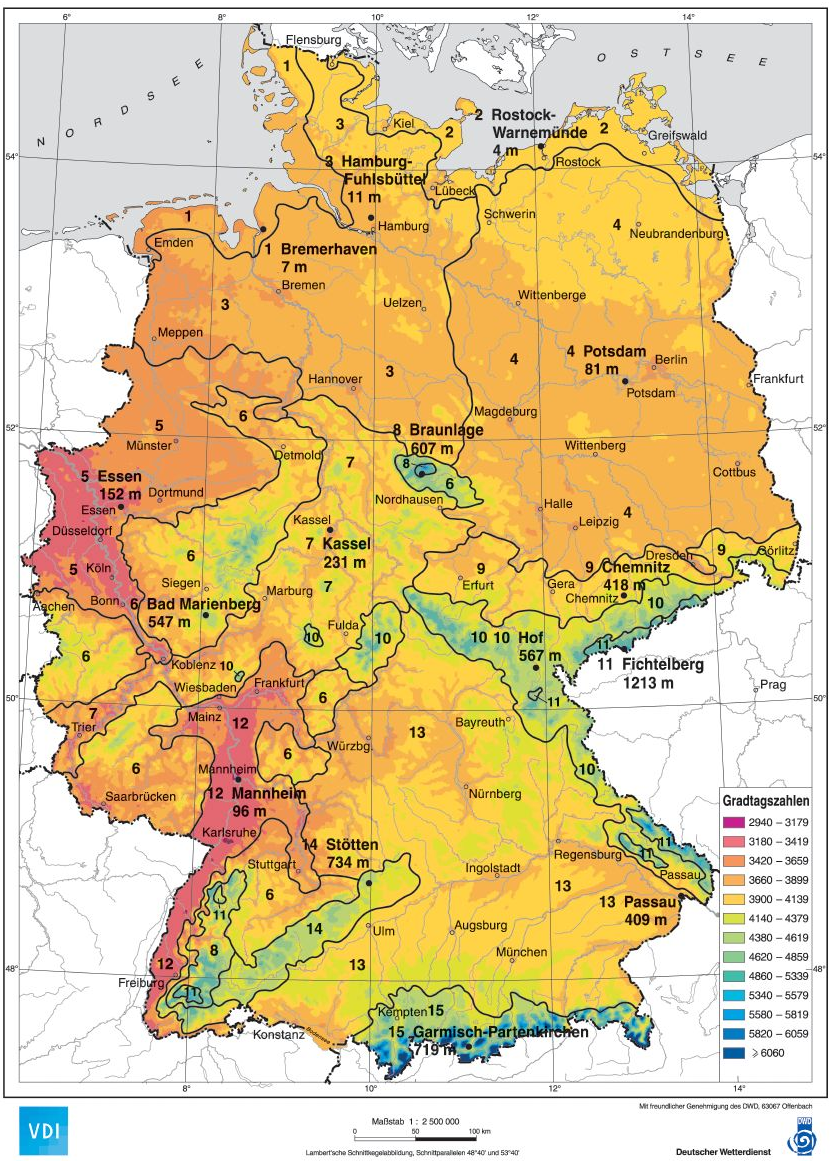 6°
8°
10°
12°
14°
Flensburg
OSTSEE
NORDSEE
1
3
Kiel
2
2 Rostock-
Warnemünde
4 m
2
Greifswald
Rostock
54°
54°
3 Hamburg-
Fuhlsbüttel
11 m
Lübeck
1
Schwerin
4
Neubrandenburg
Hamburg
Emden
1 Bremerhaven
7 m
Bremen
3
Uelzen
Wittenberge
Meppen
3
4
4 Potsdam
81 m
Berlin
Potsdam
Frankfurt
Hannover
Magdeburg
6
5
Münster
52°
52°
8 Braunlage
607 m
Wittenberg
Detmold
7
8
6
Cottbus
5 Essen
152 m
Essen
Dortmund
Nordhausen
Halle
4
Leipzig
Düsseldorf
Kassel
7 Kassel
231 m
6
9
9
Görlitz
Dresden
9 Chemnitz
418 m
Chemnitz
5
Köln
Siegen
7
Erfurt
Gera
10
Aachen
Bonn
6 Bad Marienberg
547 m
Marburg
Fulda
10
10
10
10 Hof
567 m
11
11 Fichtelberg
1213 m
6
Koblenz
10
Wiesbaden
Frankfurt
6
11
Prag
50°
50°
7
Trier
Mainz
12
13
Bayreuth
Würzbg.
6
6
10
Mannheim
12 Mannheim
96 m
Nürnberg
Saarbrücken
Karlsruhe
14 Stötten
734 m
11
11
Stuttgart
Regensburg
Passau
Ingolstadt
6
13
13 Passau
409 m
11
14
Ulm
Augsburg
8
München
12
13
48°
48°
Freiburg
11
Kempten
15
Konstanz
Bodensee
15 Garmisch-Partenkirchen
719 m
Gradtagszahlen
2940 – 3179
3180 – 3419
3420 – 3659
3660 – 3899
3900 – 4139
4140 – 4379
4380 – 4619
4620 – 4859
4860 – 5339
5340 – 5579
5580 – 5819
5820 – 6059
≥ 6060
8°
10°
12°
14°
Mit freundlicher Genehmigung des DWD, 63067 Offenbach
VDI
Maßstab 1 : 2 500 000
0 50 100 km
Lambert'sche Schnittkegelabbildung, Schnittparallelen 48°40' und 53°40'
DWD
Deutscher Wetterdienst